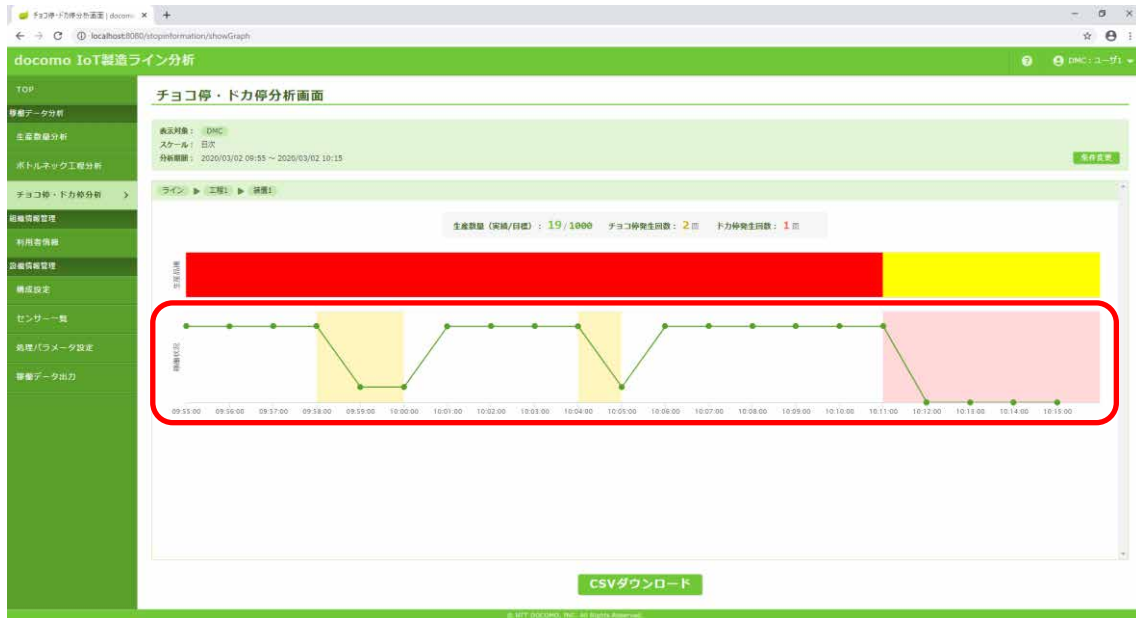 チョコ停・ドカ停分析画面 | docomo
localhost:8080/stopinformation/showGraph
docomo IoT製造ライン分析
DMC：ユーザ1
TOP
稼働データ分析
生産数量分析
ボトルネック工程分析
チョコ停・ドカ停分析
組織情報管理
利用者情報
設備情報管理
構成設定
センサー一覧
処理パラメータ設定
稼働データ出力
チョコ停・ドカ停分析画面
表示対象： DMC
スケール： 日次
分析期間： 2020/03/02 09:55 ～ 2020/03/02 10:15
条件変更
ライン ▶ 工程1 ▶ 装置1
生産数量（実績/目標）：19/1000 チョコ停発生回数：2回 ドカ停発生回数：1回
生産品種
稼働状況
09:55:00 09:56:00 09:57:00 09:58:00 09:59:00 10:00:00 10:01:00 10:02:00 10:03:00 10:04:00 10:05:00 10:06:00 10:07:00 10:08:00 10:09:00 10:10:00 10:11:00 10:12:00 10:13:00 10:14:00 10:15:00
CSVダウンロード
© NTT DOCOMO, INC. All Rights Reserved.